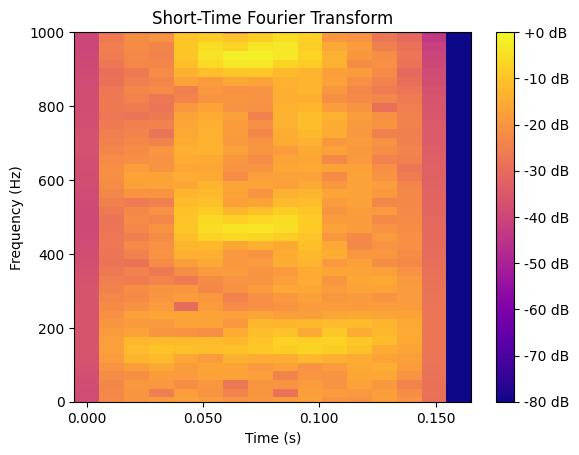 Short-Time Fourier Transform
1000
800
600
400
200
0
Frequency (Hz)
0.000
0.050
0.100
0.150
Time (s)
+0 dB
-10 dB
-20 dB
-30 dB
-40 dB
-50 dB
-60 dB
-70 dB
-80 dB